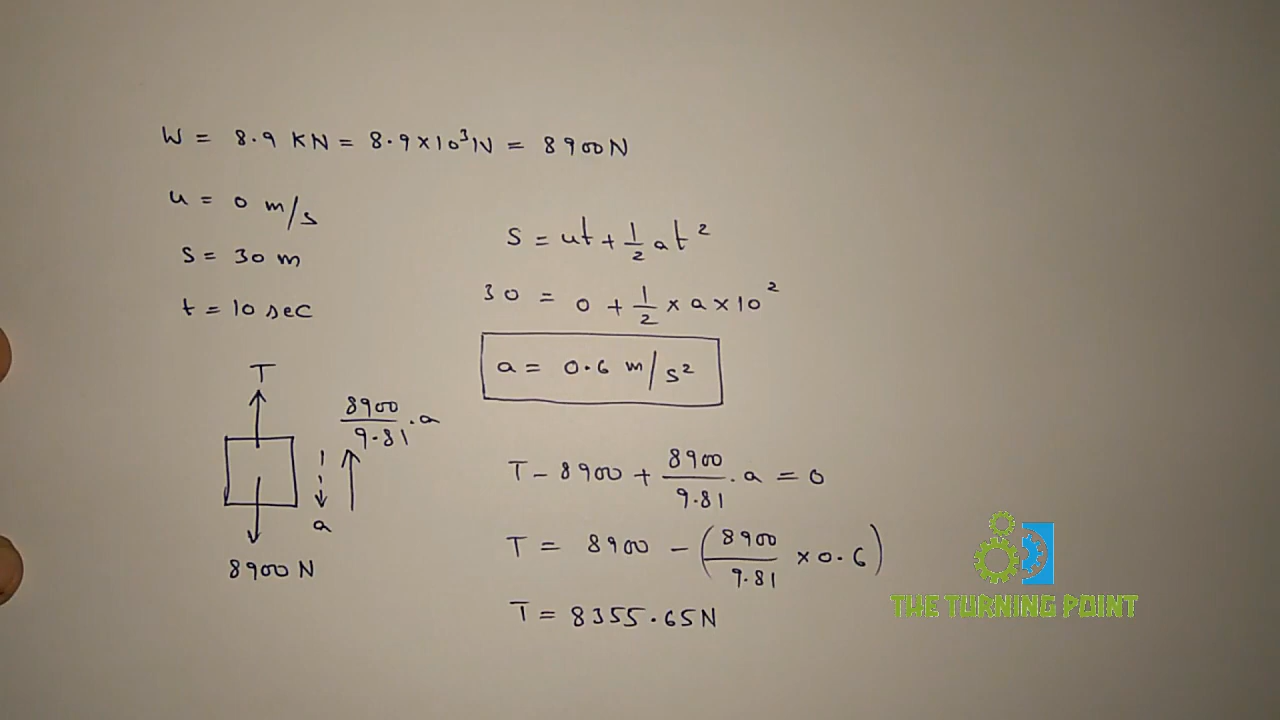 W = 8.9 KN = 8.9×10³N = 8900N
u = 0 m/s
s = 30 m
t = 10 sec
s = ut + 1/2 at²
30 = 0 + 1/2 × a × 10²
a = 0.6 m/s²
T
8900/9.81 . a
a
8900 N
T - 8900 + 8900/9.81 . a = 0
T = 8900 - (8900/9.81 × 0.6)
T = 8355.65N
THE TURNING POINT